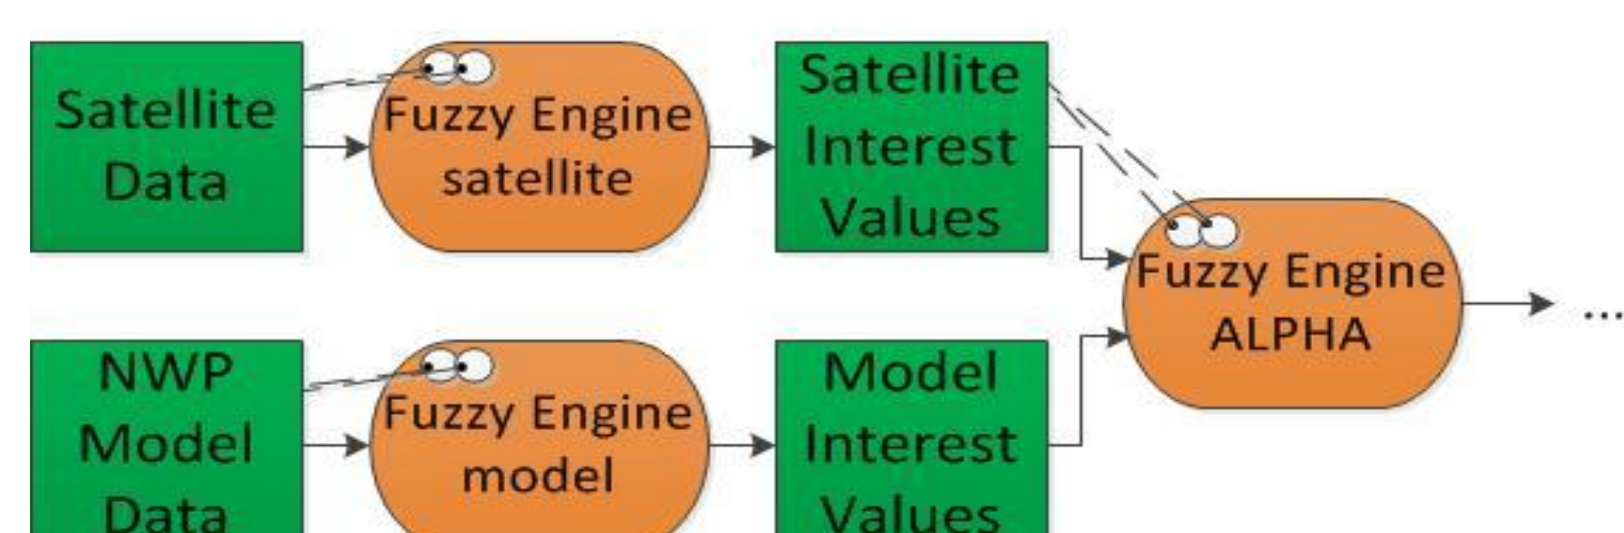 Satellite
Data
Fuzzy Engine
satellite
Satellite
Interest
Values
Fuzzy Engine
ALPHA
...
NWP
Model
Data
Fuzzy Engine
model
Model
Interest
Values